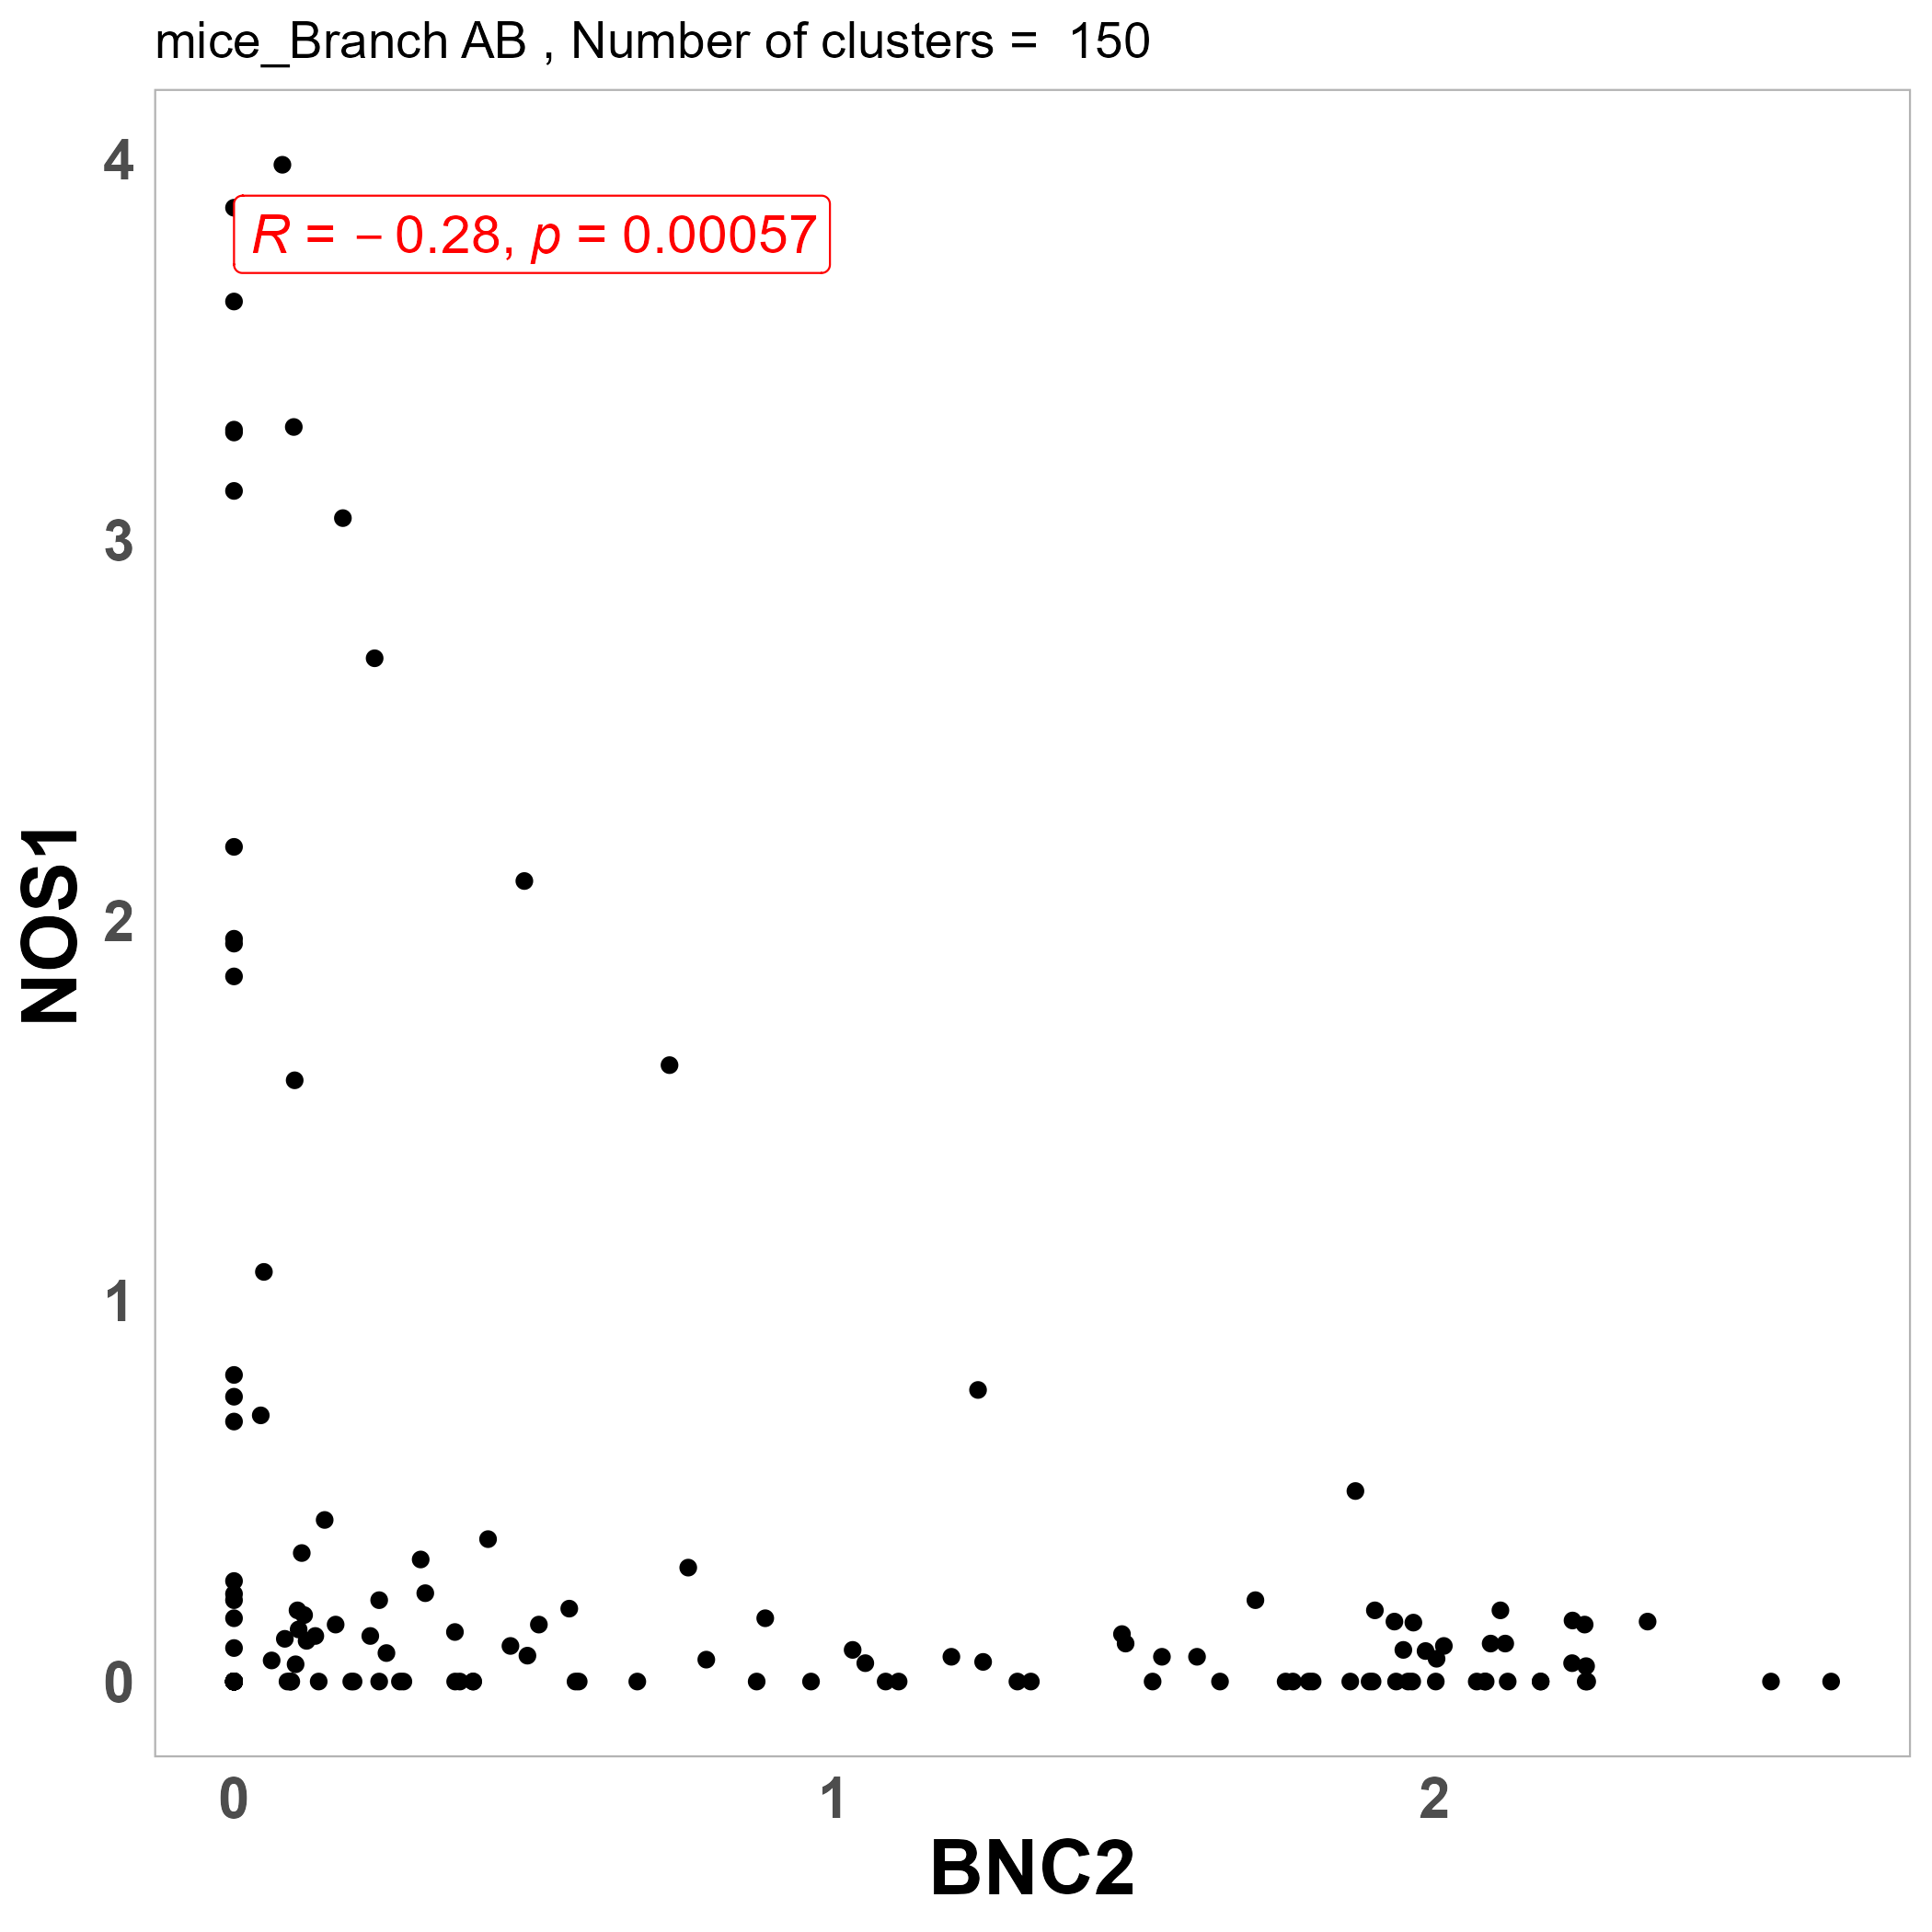 mice_Branch AB , Number of clusters =  150
4
R = − 0.28, p = 0.00057
3
2
1
0
NOS1
0 1 2
BNC2